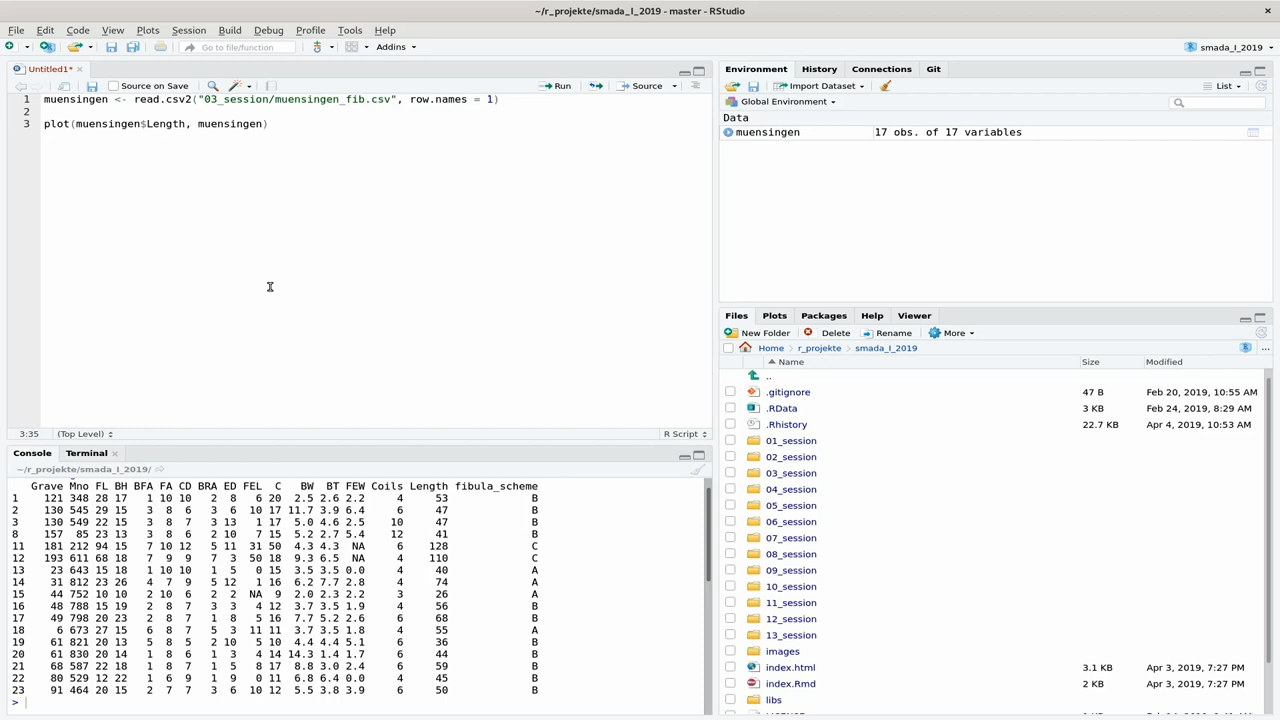 ~/r_projekte/smada_I_2019 - master - RStudio
File Edit Code View Plots Session Build Debug Profile Tools Help
Go to file/function Addins smada_I_2019
Untitled1*
Source on Save Run Source
1 muensingen <- read.csv2("03_session/muensingen_fib.csv", row.names = 1)
2
3 plot(muensingen$Length, muensingen)
3:35 (Top Level) R Script
Console Terminal
~/r_projekte/smada_I_2019/
Grave Mno FL BH BFA FA CD BRA ED FEL C BW BT FEW Coils Length fibula_scheme
1 121 348 28 17 1 10 10 2 8 6 20 2.5 2.6 2.2 4 53 B
2 130 545 29 15 3 8 6 3 6 10 17 11.7 3.9 6.4 6 47 B
3 130 549 22 15 3 8 7 3 13 1 17 5.0 4.6 2.5 10 47 B
8 157 85 23 13 3 8 6 2 10 7 15 5.2 2.7 5.4 12 41 B
11 181 212 94 15 7 10 12 5 11 31 50 4.3 4.3 NA 6 128 C
12 193 611 68 18 7 9 9 7 3 50 18 9.3 6.5 NA 4 110 C
13 23 643 15 18 1 10 10 1 5 0 15 3.5 3.5 0.0 4 40 A
14 31 812 23 26 4 7 9 5 12 1 16 6.2 7.7 2.8 4 74 A
15 44 752 10 10 2 10 6 2 2 NA 9 2.0 2.3 2.2 3 26 A
16 48 788 15 19 2 8 7 3 3 4 12 3.7 3.5 1.9 4 56 B
17 49 798 20 23 2 8 7 1 8 5 16 7.7 5.2 2.6 6 68 B
18 6 673 27 15 6 8 7 5 3 11 11 3.7 3.5 1.8 4 55 A
19 61 821 20 13 5 8 5 2 10 5 10 4.4 4.4 5.1 6 36 B
20 61 830 20 14 1 8 6 1 3 4 14 14.3 1.4 1.7 6 44 B
21 68 587 22 18 1 8 7 1 5 8 17 8.8 3.0 2.4 6 59 B
22 80 529 12 22 1 6 9 1 9 0 11 6.3 4.0 0.0 4 45 B
23 91 464 20 15 2 7 7 3 6 10 12 5.5 3.8 3.9 6 50 B
>
Environment History Connections Git
Import Dataset List
Global Environment
Data
muensingen 17 obs. of 17 variables
Files Plots Packages Help Viewer
New Folder Delete Rename More
Home r_projekte smada_I_2019 ...
Name Size Modified
..
.gitignore 47 B Feb 20, 2019, 10:55 AM
.RData 3 KB Feb 24, 2019, 8:29 AM
.Rhistory 22.7 KB Apr 4, 2019, 10:53 AM
01_session
02_session
03_session
04_session
05_session
06_session
07_session
08_session
09_session
10_session
11_session
12_session
13_session
images
index.html 3.1 KB Apr 3, 2019, 7:27 PM
index.Rmd 2 KB Apr 3, 2019, 7:27 PM
libs